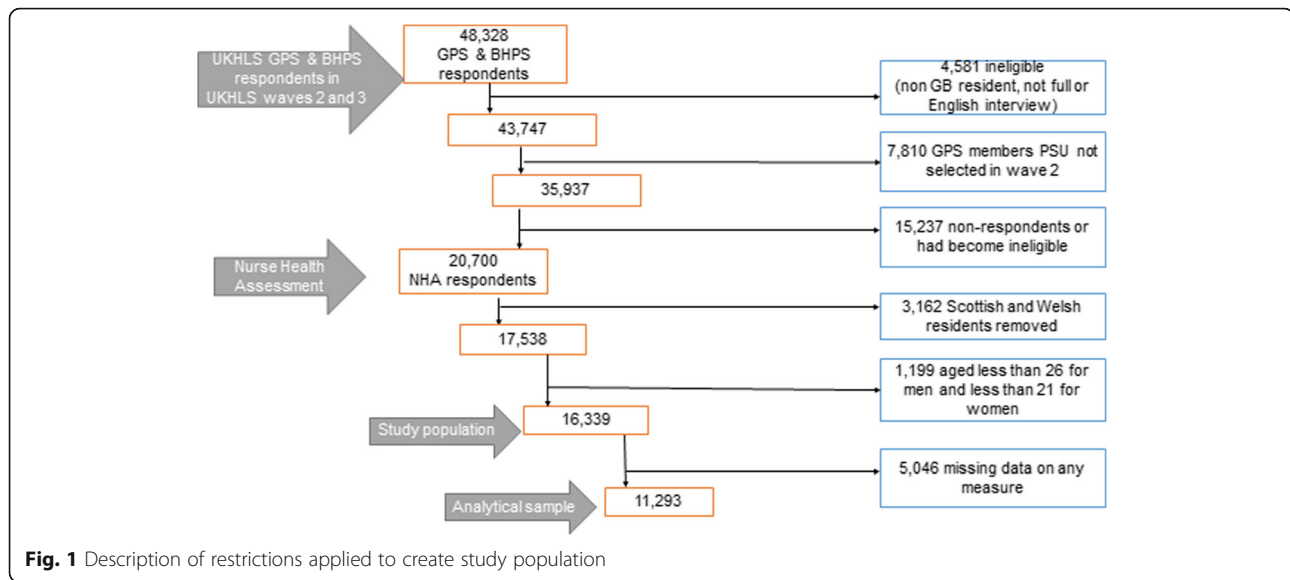 UKHLS GPS & BHPS
respondents in
UKHLS waves 2 and 3
48,328
GPS & BHPS
respondents
4,581 ineligible
(non GB resident, not full or
English interview)
43,747
7,810 GPS members PSU not
selected in wave 2
35,937
15,237 non-respondents or
had become ineligible
Nurse Health
Assessment
20,700
NHA respondents
3,162 Scottish and Welsh
residents removed
17,538
1,199 aged less than 26 for
men and less than 21 for
women
Study population
16,339
5,046 missing data on any
measure
Analytical sample
11,293
Fig. 1 Description of restrictions applied to create study population